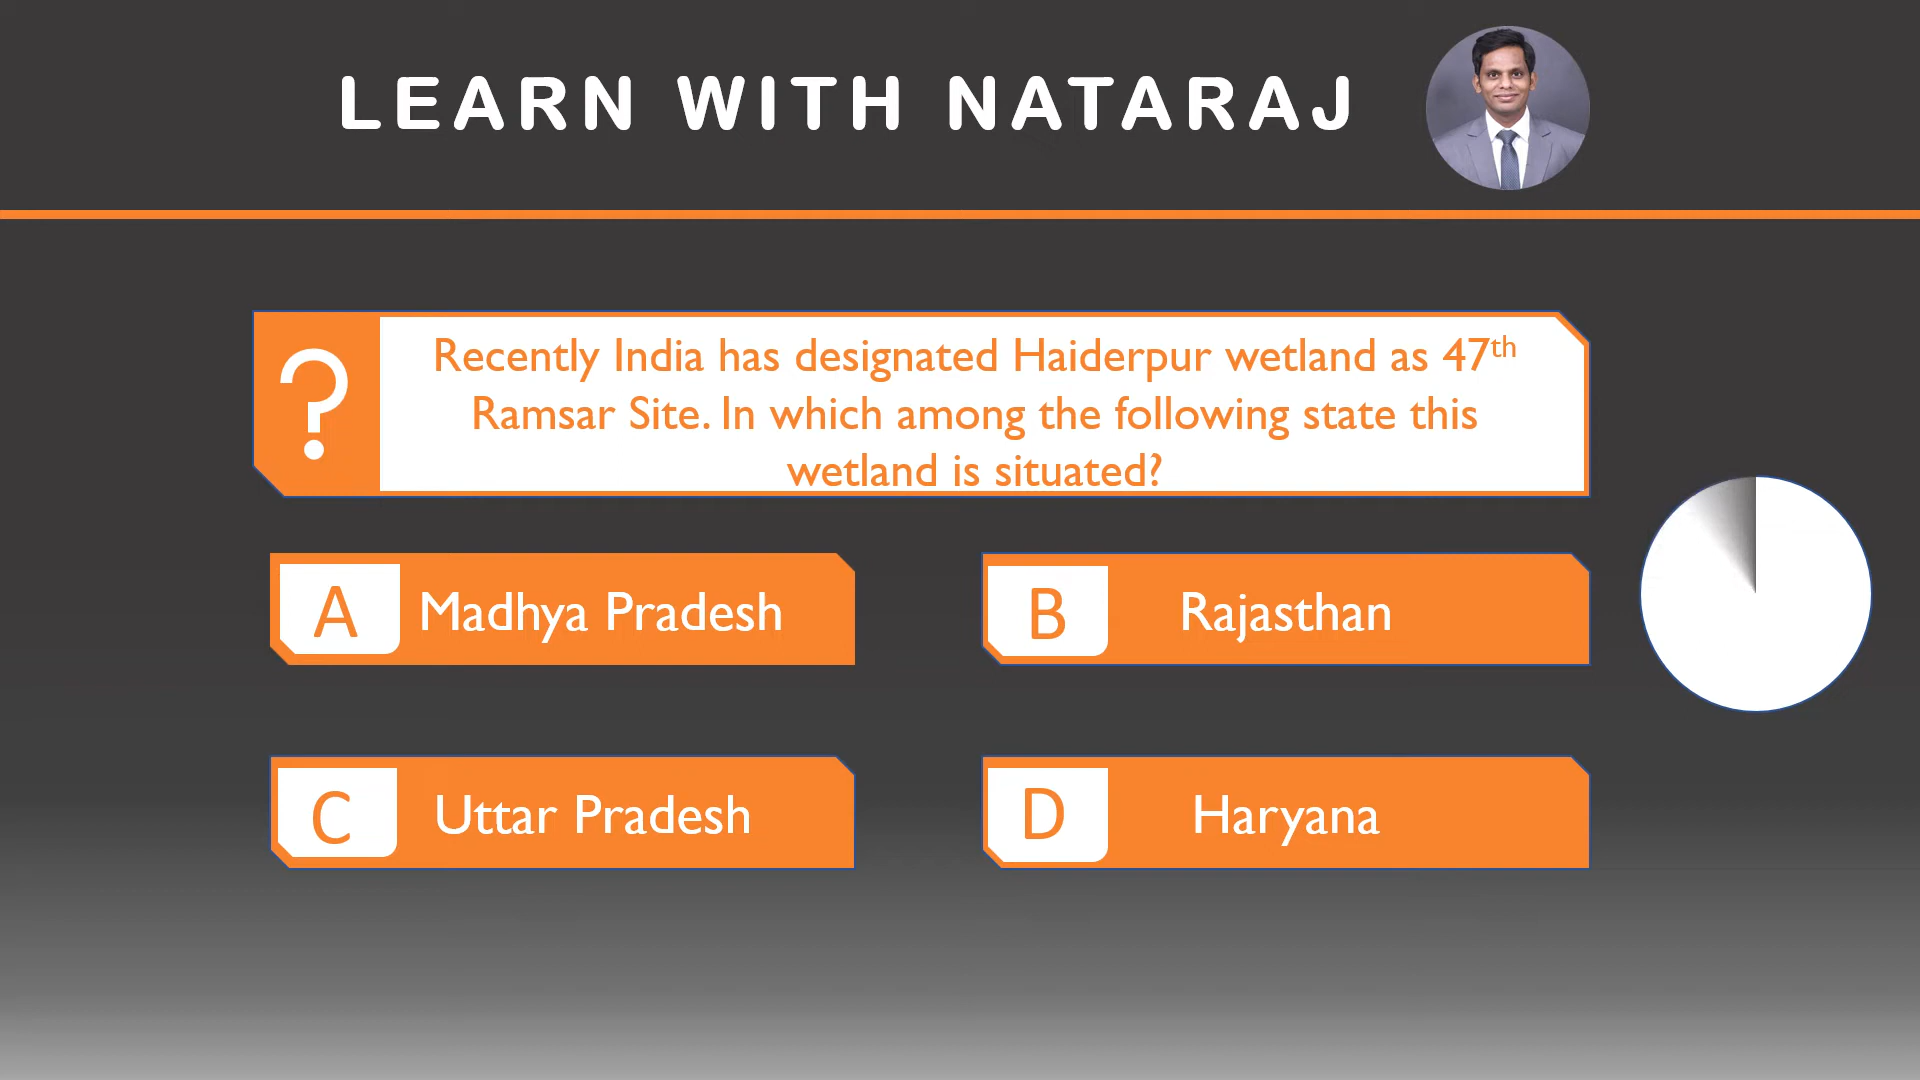 LEARN WITH NATARAJ
?
Recently India has designated Haiderpur wetland as 47th
Ramsar Site. In which among the following state this
wetland is situated?
A Madhya Pradesh
B Rajasthan
C Uttar Pradesh
D Haryana